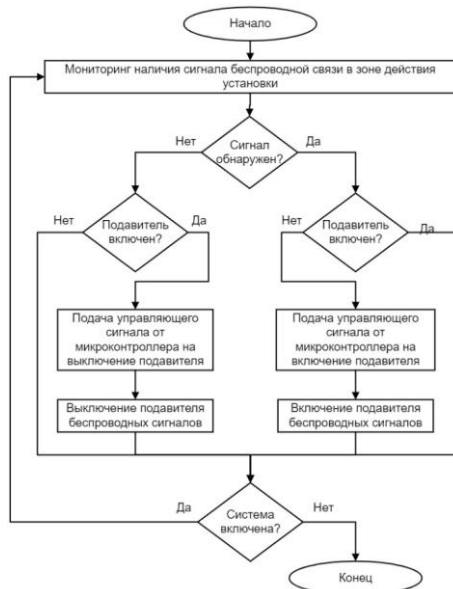 Начало
Мониторинг наличия сигнала беспроводной связи в зоне действия
установки
Нет
Сигнал
обнаружен?
Да
Нет
Подавитель
включен?
Да
Нет
Подавитель
включен?
Да
Подача управляющего
сигнала от
микроконтроллера на
выключение подавителя
Подача управляющего
сигнала от
микроконтроллера на
включение подавителя
Выключение подавителя
беспроводных сигналов
Включение подавителя
беспроводных сигналов
Да
Система
включена?
Нет
Конец